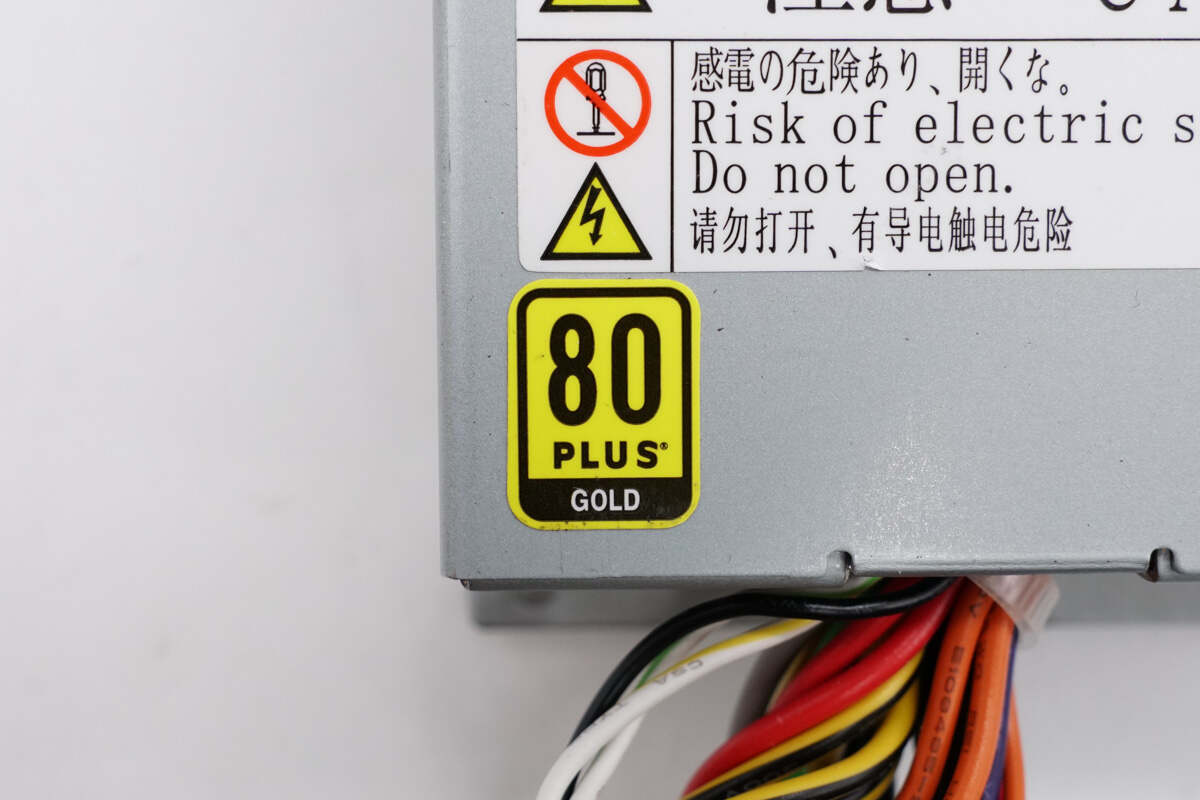 感電の危険あり、開くな。
Risk of electric s
Do not open.
请勿打开、有导电触电危险
80
PLUS®
GOLD
CSA